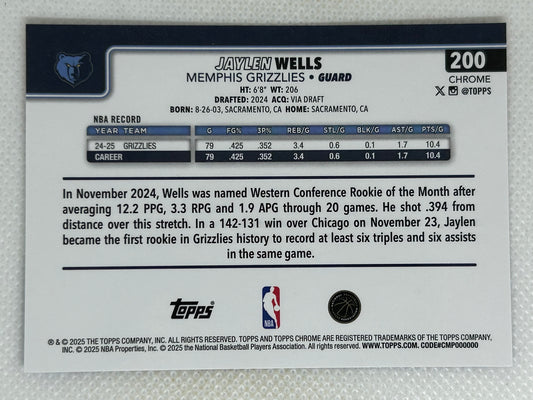 JAYLEN WELLS
MEMPHIS GRIZZLIES • GUARD
HT: 6'8" WT: 206
DRAFTED: 2024 ACQ: VIA DRAFT
BORN: 8-26-03, SACRAMENTO, CA HOME: SACRAMENTO, CA
200
CHROME
X @TOPPS
NBA RECORD
YEAR TEAM G FG% 3P% REB/G STL/G BLK/G AST/G PTS/G
24-25 GRIZZLIES 79 .425 .352 3.4 0.6 0.1 1.7 10.4
CAREER 79 .425 .352 3.4 0.6 0.1 1.7 10.4
In November 2024, Wells was named Western Conference Rookie of the Month after
averaging 12.2 PPG, 3.3 RPG and 1.9 APG through 20 games. He shot .394 from
distance over this stretch. In a 142-131 win over Chicago on November 23, Jaylen
became the first rookie in Grizzlies history to record at least six triples and six assists
in the same game.
Topps
NBA
® & © 2025 THE TOPPS COMPANY, INC. ALL RIGHTS RESERVED. TOPPS AND TOPPS CHROME ARE REGISTERED TRADEMARKS OF THE TOPPS COMPANY,
INC. © 2025 NBA Properties, Inc. © 2025 the National Basketball Players Association. All rights reserved. WWW.TOPPS.COM. CODE#CMP000000